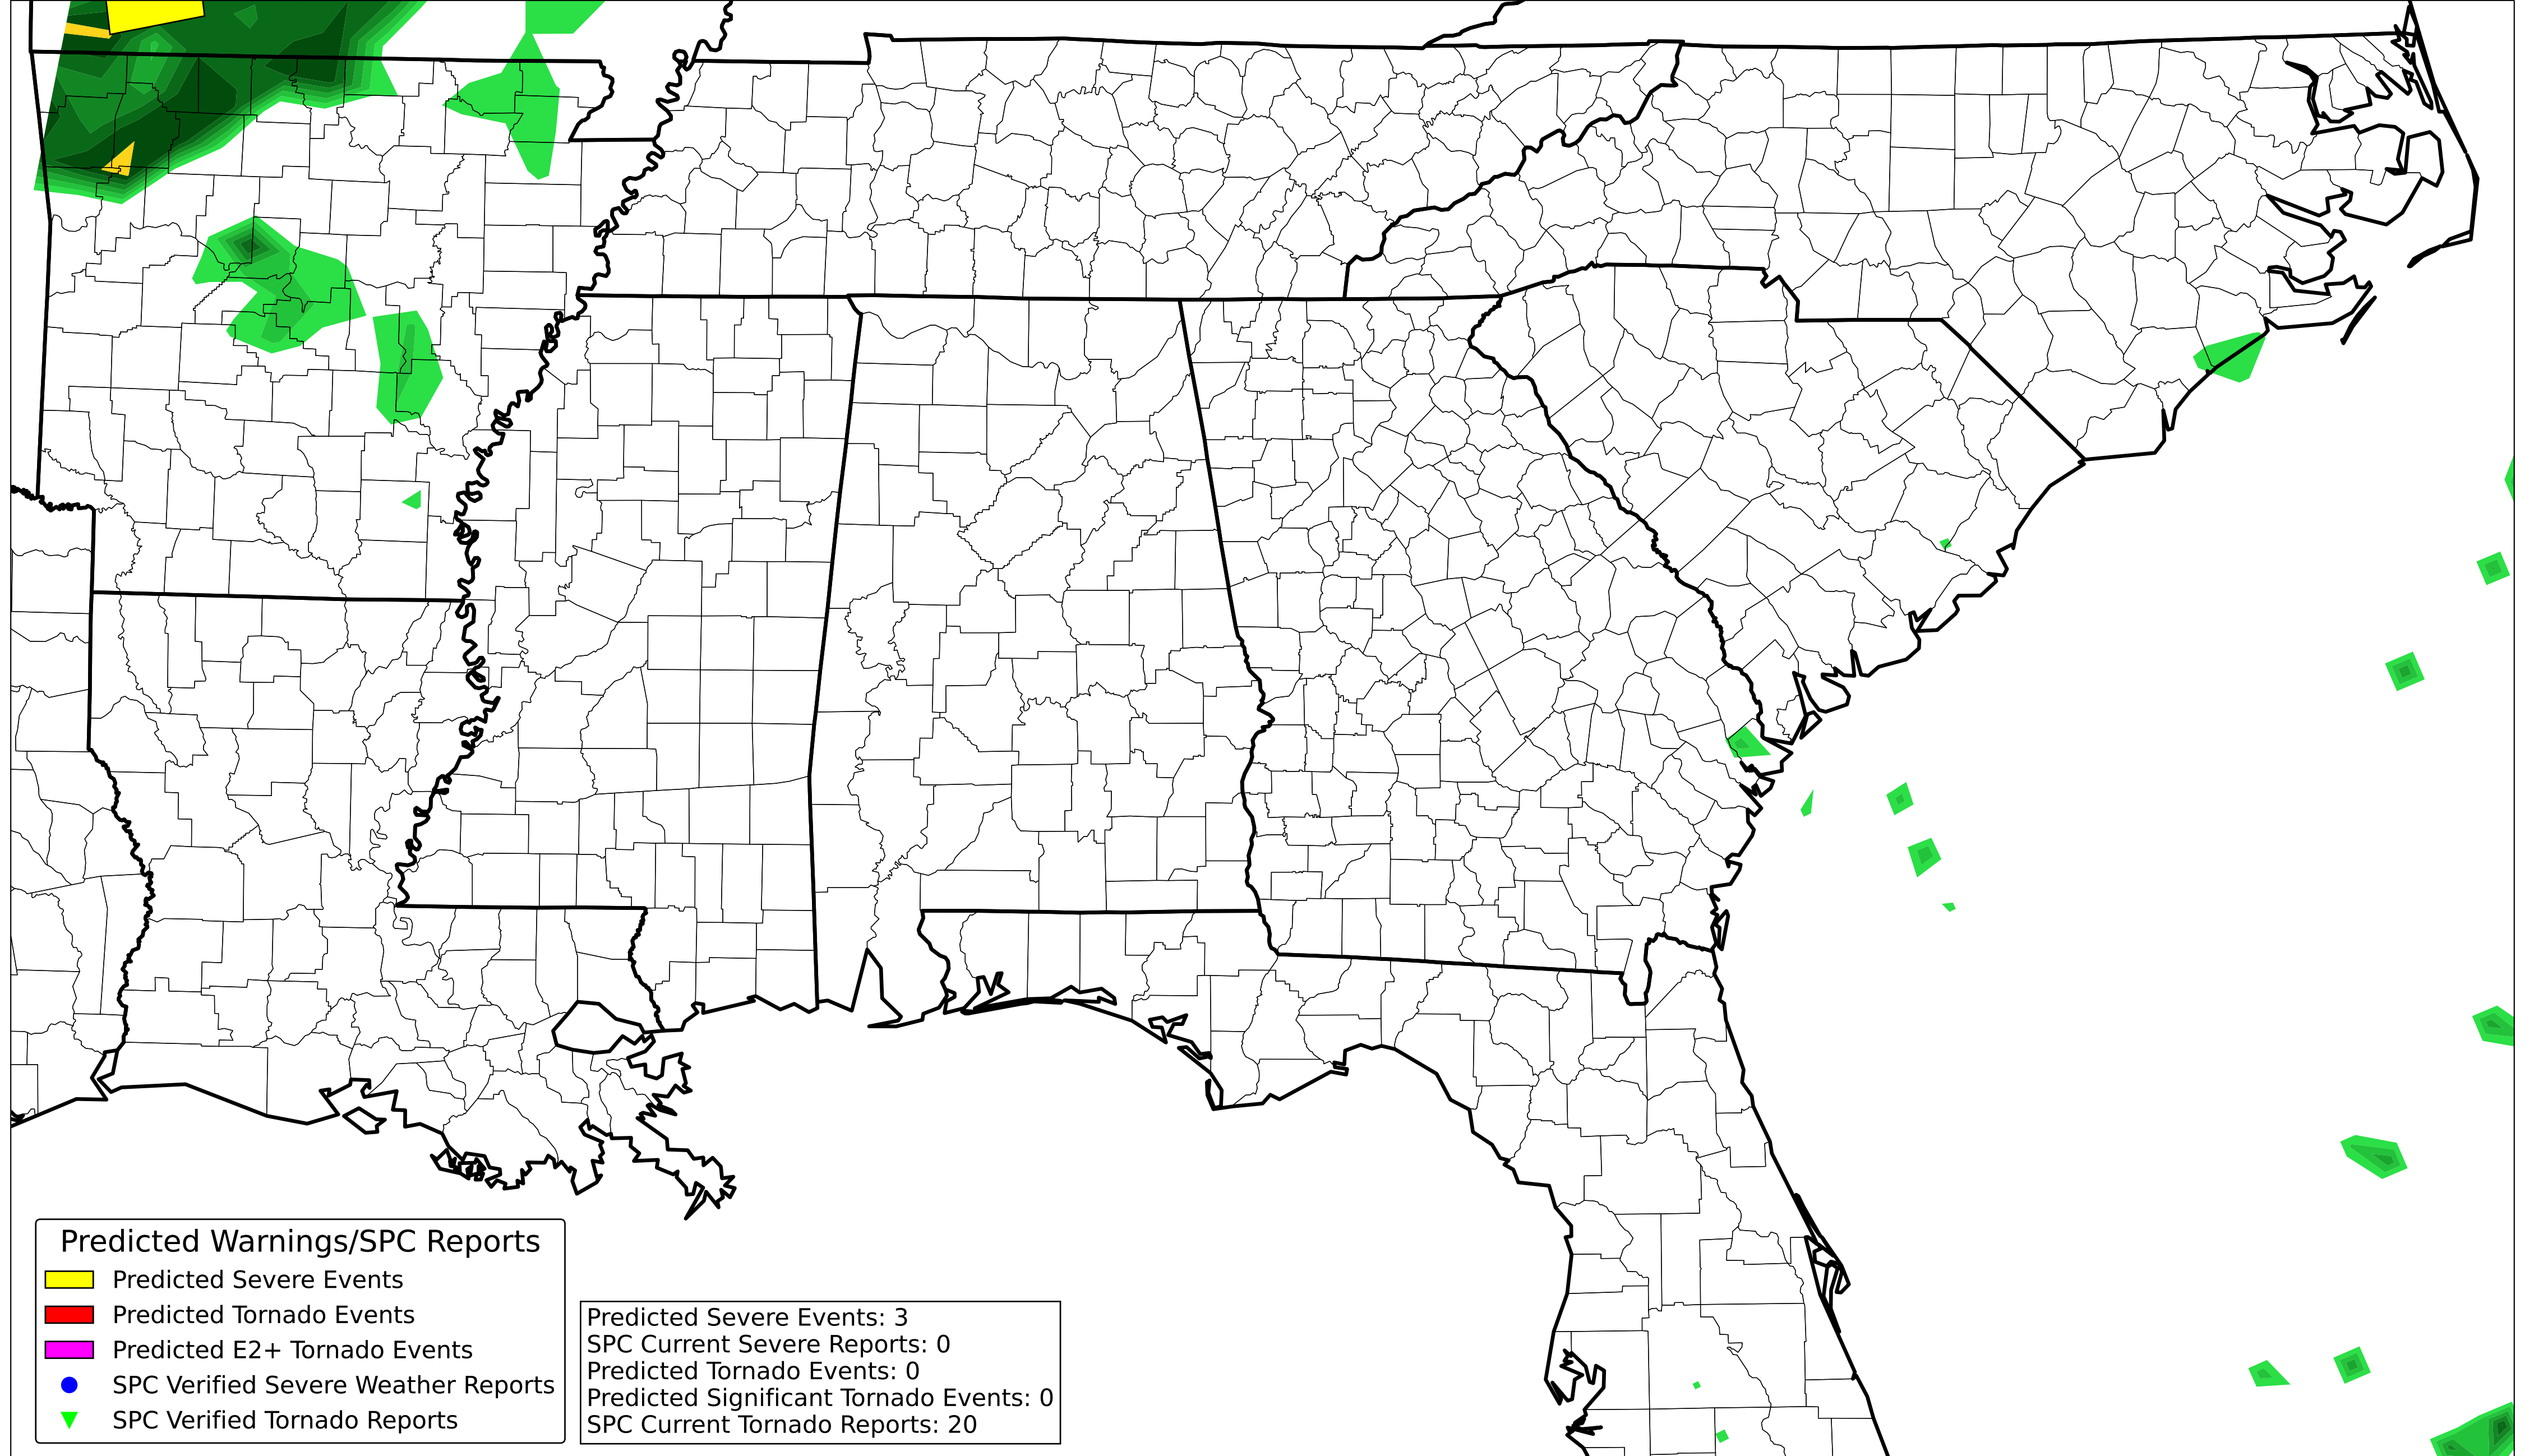 Predicted Warnings/SPC Reports
Predicted Severe Events
Predicted Tornado Events
Predicted E2+ Tornado Events
SPC Verified Severe Weather Reports
SPC Verified Tornado Reports
Predicted Severe Events: 3
SPC Current Severe Reports: 0
Predicted Tornado Events: 0
Predicted Significant Tornado Events: 0
SPC Current Tornado Reports: 20